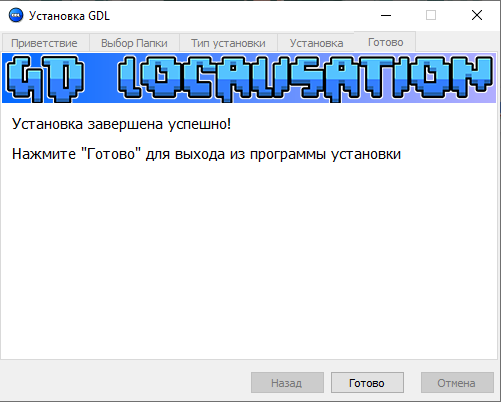 Установка GDL
Приветствие
Выбор Папки
Тип установки
Установка
Готово
GD LOCALISATION
Установка завершена успешно!
Нажмите "Готово" для выхода из программы установки
Назад
Готово
Отмена